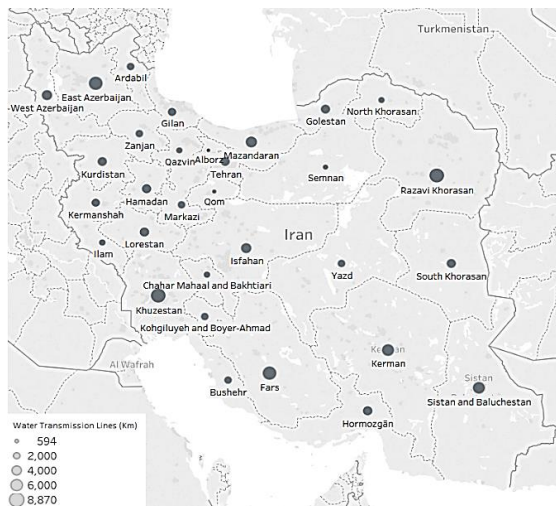 Turkmenistan
Ardabil
East Azerbaijan
West Azerbaijan
Gilan
Golestan
North Khorasan
Zanjan
Qazvin
Alborz
Mazandaran
Tehran
Semnan
Razavi Khorasan
Kurdistan
Hamadan
Qom
Markazi
Kermanshah
Iran
Lorestan
Ilam
Isfahan
Yazd
South Khorasan
Chahar Mahaal and Bakhtiari
Khuzestan
Kohgiluyeh and Boyer-Ahmad
Al Wafrah
Kerman
Fars
Bushehr
Sistan
Sistan and Baluchestan
Hormozgān
Water Transmission Lines (Km)
594
2,000
4,000
6,000
8,870